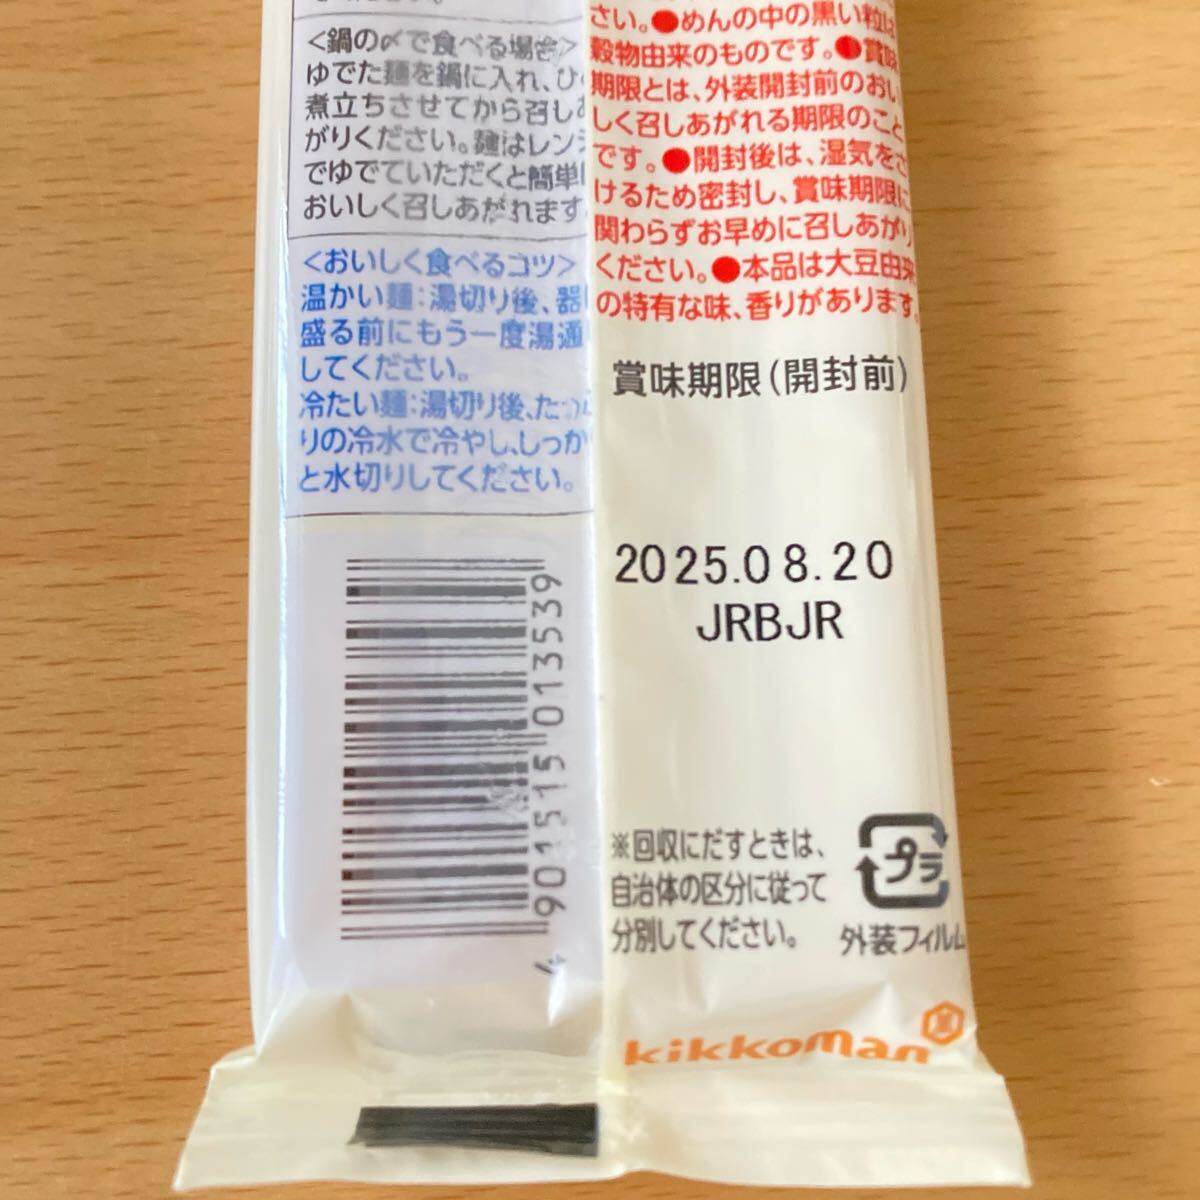 <鍋の〆で食べる場合>
ゆでた麺を鍋に入れ、ひ
煮立ちさせてから召しあ
がりください。麺はレンジ
でゆでていただくと簡単に
おいしく召しあがれます。
<おいしく食べるコツ>
温かい麺:湯切り後、器に
盛る前にもう一度湯通
してください。
冷たい麺:湯切り後、たっ
りの冷水で冷やし、しっか
と水切りしてください。
4 901515 013539
さい。●めんの中の黒い粒は
穀物由来のものです。●賞味
期限とは、外装開封前のおい
しく召しあがれる期限のこと
です。●開封後は、湿気をさ
けるため密封し、賞味期限に
関わらずお早めに召しあがり
ください。●本品は大豆由来
の特有な味、香りがあります。
賞味期限(開封前)
2025.08.20
JRBJR
※回収にだすときは、
自治体の区分に従って
分別してください。
プラ
外装フィルム
kikkoman